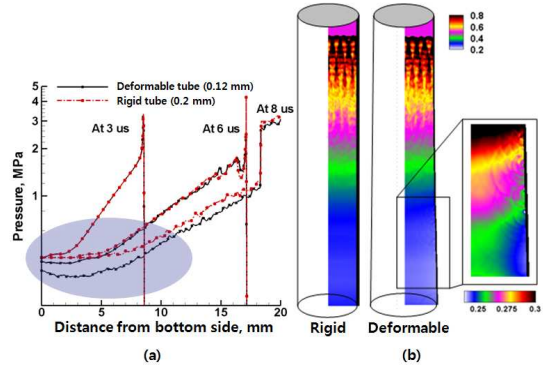 Deformable tube (0.12 mm)
Rigid tube (0.2 mm)
At 3 us
At 6 us
At 8 us
Pressure, MPa
5
4
3
2
1
0
5
10
15
20
Distance from bottom side, mm
(a)
0.8
0.6
0.4
0.2
0.25
0.275
0.3
Rigid
Deformable
(b)